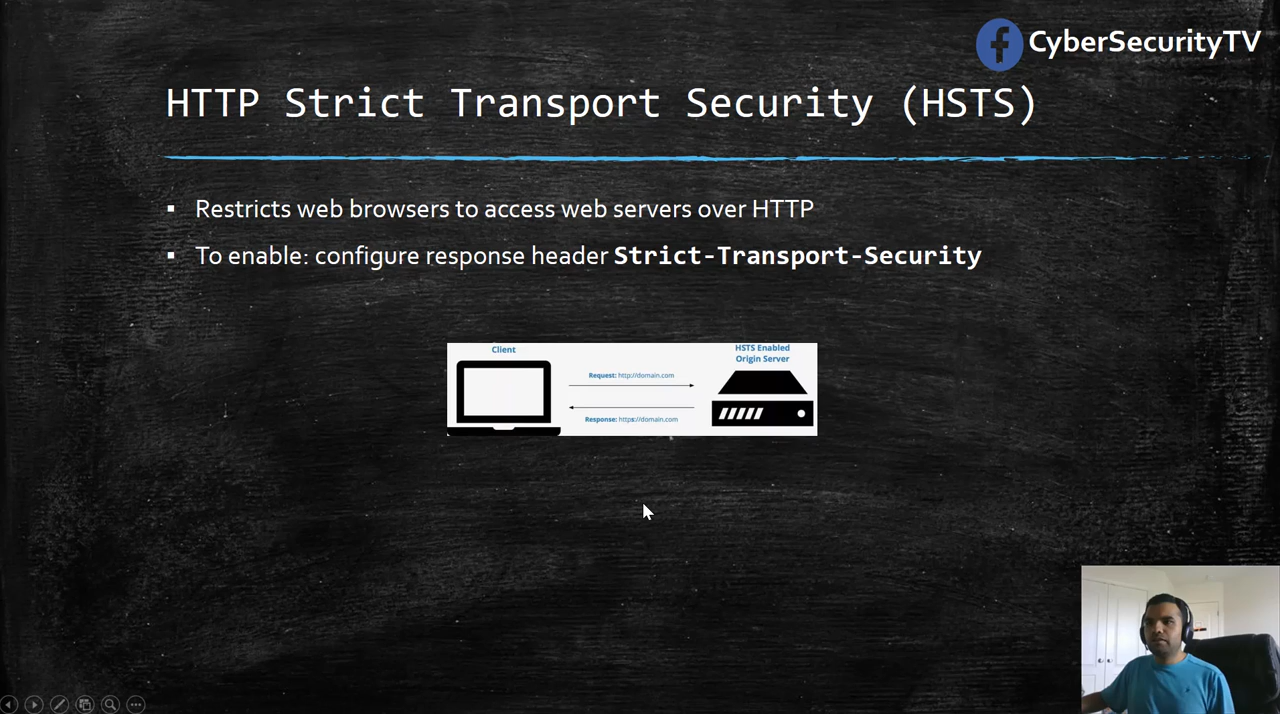 CyberSecurityTV
HTTP Strict Transport Security (HSTS)
▪ Restricts web browsers to access web servers over HTTP
▪ To enable: configure response header Strict-Transport-Security
Client
HSTS Enabled
Origin Server
Request: http://domain.com
Response: https://domain.com